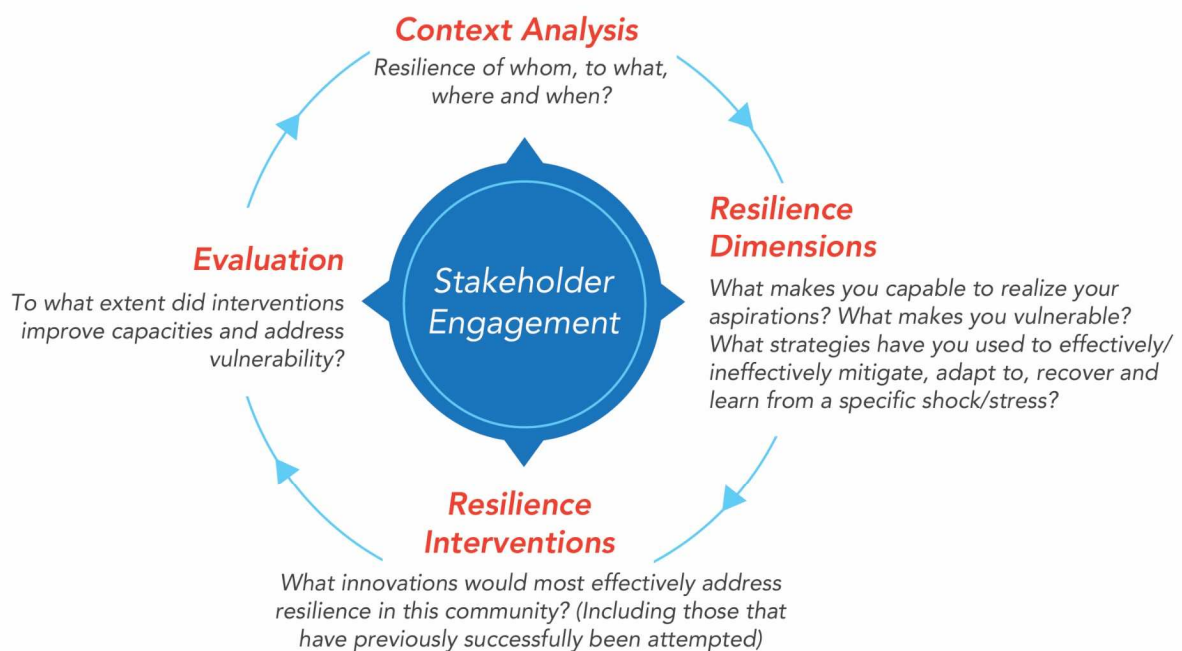 Context Analysis
Resilience of whom, to what,
where and when?
Resilience
Dimensions
What makes you capable to realize your
aspirations? What makes you vulnerable?
What strategies have you used to effectively/
ineffectively mitigate, adapt to, recover and
learn from a specific shock/stress?
Resilience
Interventions
What innovations would most effectively address
resilience in this community? (Including those that
have previously successfully been attempted)
Evaluation
To what extent did interventions
improve capacities and address
vulnerability?
Stakeholder
Engagement